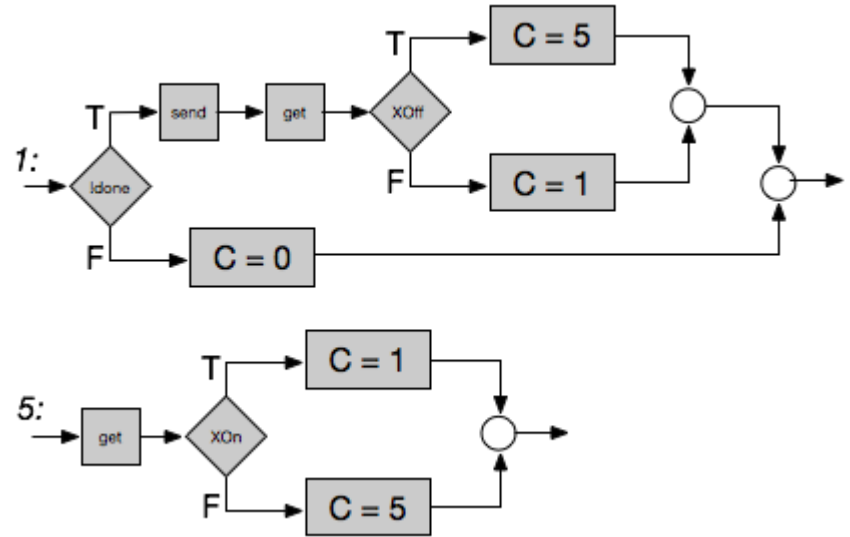 T
C = 5
send
get
XOff
T
1:
!done
F
C = 1
F
C = 0
T
C = 1
5:
get
XOn
F
C = 5